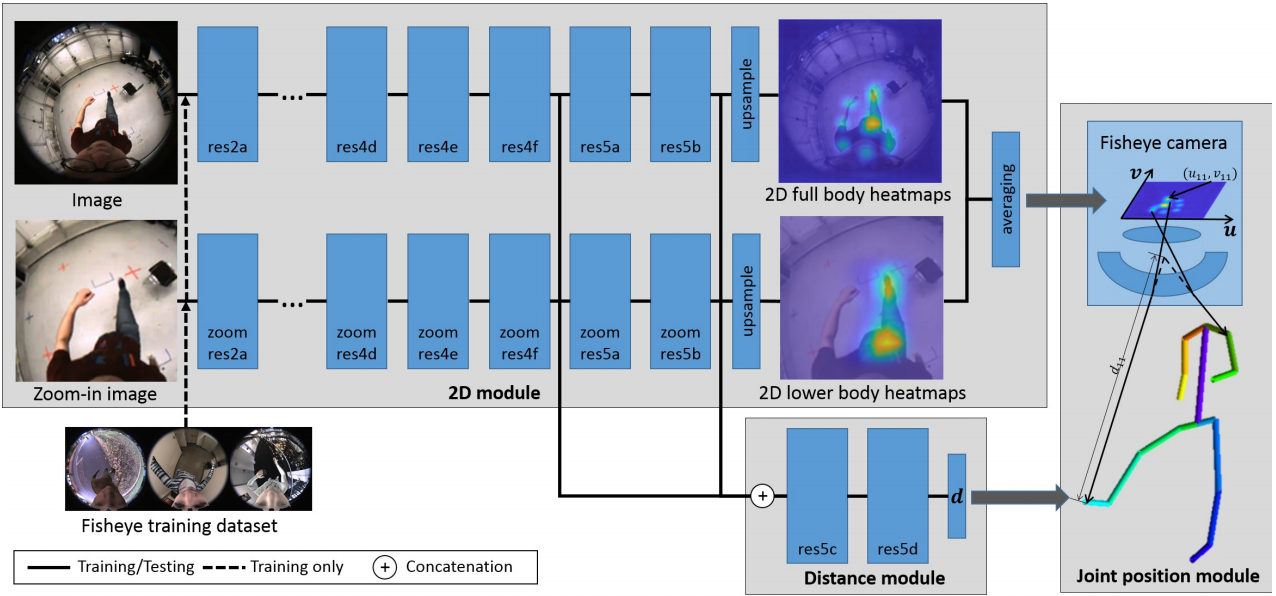 res2a
...
res4d
res4e
res4f
res5a
res5b
upsample
Image
2D full body heatmaps
averaging
zoom
res2a
...
zoom
res4d
zoom
res4e
zoom
res4f
zoom
res5a
zoom
res5b
upsample
Zoom-in image
2D module
2D lower body heatmaps
Fisheye training dataset
Training/Testing
Training only
+ Concatenation
+
res5c
res5d
d
Distance module
Fisheye camera
v
(u₁₁, v₁₁)
u
d₁₁
Joint position module